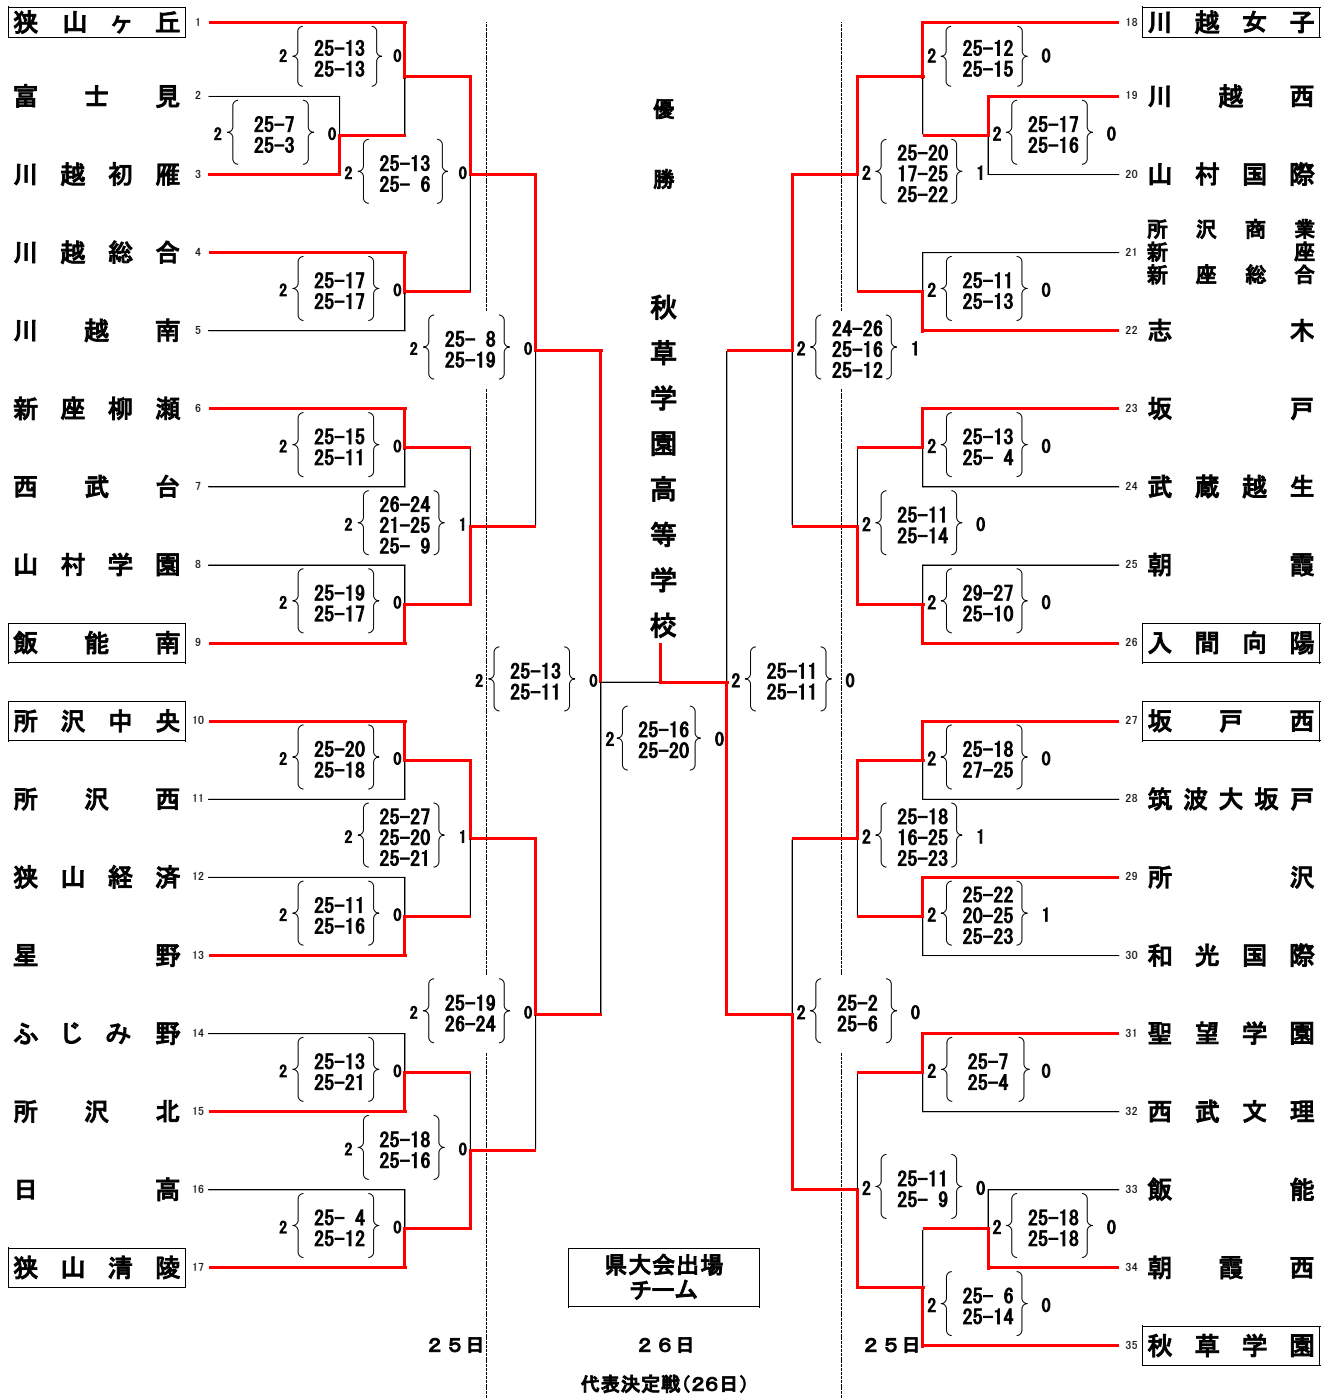 狭山ヶ丘 1
2 25-13 0
25-13
富士見 2
2 25-7 0
25-3
川越初雁 3
2 25-13 0
25- 6
川越総合 4
2 25-17 0
25-17
川越南 5
2 25- 8 0
25-19
新座柳瀬 6
2 25-15 0
25-11
西武台 7
26-24
2 21-25 1
25- 9
山村学園 8
2 25-19 0
25-17
飯能南 9
2 25-13 0
25-11
所沢中央 10
2 25-20 0
25-18
所沢西 11
25-27
2 25-20 1
25-21
狭山経済 12
2 25-11 0
25-16
星野 13
2 25-19 0
26-24
ふじみ野 14
2 25-13 0
25-21
所沢北 15
2 25-18 0
25-16
日高 16
2 25- 4 0
25-12
狭山清陵 17
優勝
秋草学園高等学校
2 25-16 0
25-20
18 川越女子
2 25-12 0
25-15
19 川越西
2 25-17 0
25-16
20 山村国際
25-20
2 17-25 1
25-22
所沢商業
21 新座
新座総合
2 25-11 0
25-13
22 志木
24-26
2 25-16 1
25-12
23 坂戸
2 25-13 0
25- 4
24 武蔵越生
2 25-11 0
25-14
25 朝霞
2 29-27 0
25-10
26 入間向陽
2 25-11 0
25-11
27 坂戸西
2 25-18 0
27-25
28 筑波大坂戸
25-18
2 16-25 1
25-23
29 所沢
25-22
2 20-25 1
25-23
30 和光国際
2 25-2 0
25-6
31 聖望学園
2 25-7 0
25-4
32 西武文理
2 25-11 0
25- 9
33 飯能
2 25-18 0
25-18
34 朝霞西
2 25- 6 0
25-14
35 秋草学園
県大会出場
チーム
25日 26日 25日
代表決定戦(26日)